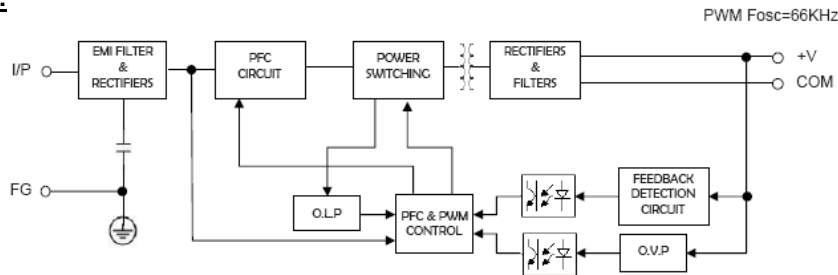 PWM Fosc=66KHz
I/P
EMI FILTER
&
RECTIFIERS
PFC
CIRCUIT
POWER
SWITCHING
RECTIFIERS
&
FILTERS
+V
COM
FG
O.L.P
PFC & PWM
CONTROL
FEEDBACK
DETECTION
CIRCUIT
O.V.P